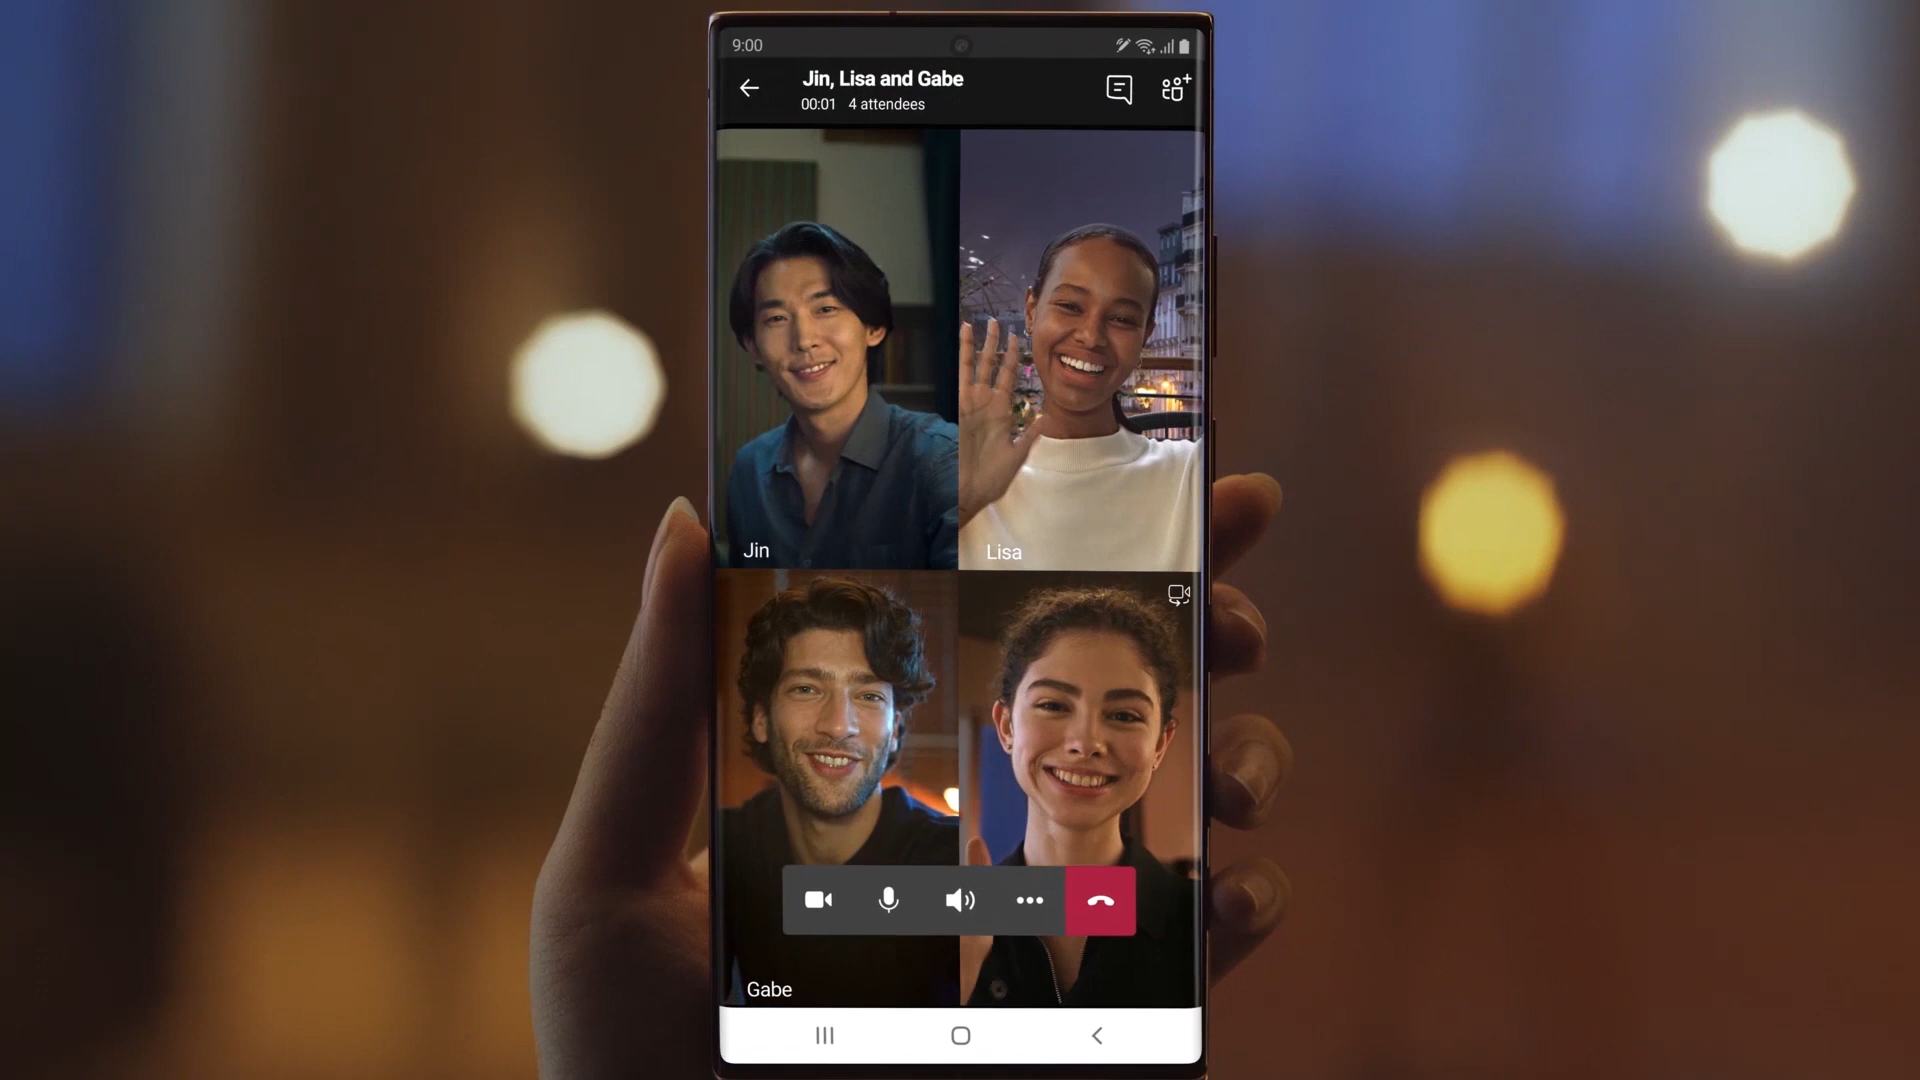 9:00
Jin, Lisa and Gabe
00:01 4 attendees
Jin
Lisa
Gabe